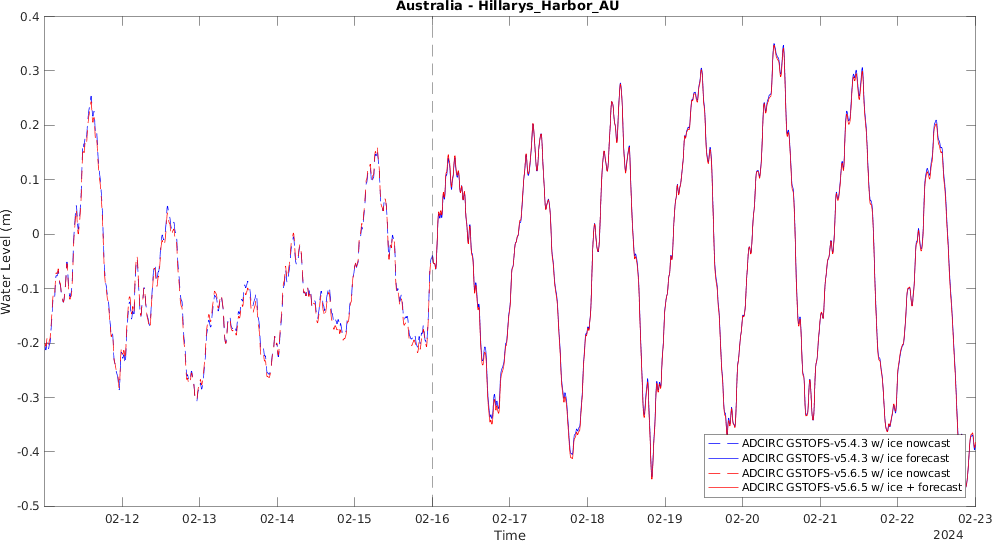 Australia - Hillarys_Harbor_AU
0.4
0.3
0.2
0.1
0
-0.1
-0.2
-0.3
-0.4
-0.5
Water Level (m)
ADCIRC GSTOFS-v5.4.3 w/ ice nowcast
ADCIRC GSTOFS-v5.4.3 w/ ice forecast
ADCIRC GSTOFS-v5.6.5 w/ ice nowcast
ADCIRC GSTOFS-v5.6.5 w/ ice + forecast
02-12 02-13 02-14 02-15 02-16 02-17 02-18 02-19 02-20 02-21 02-22 02-23
Time
2024